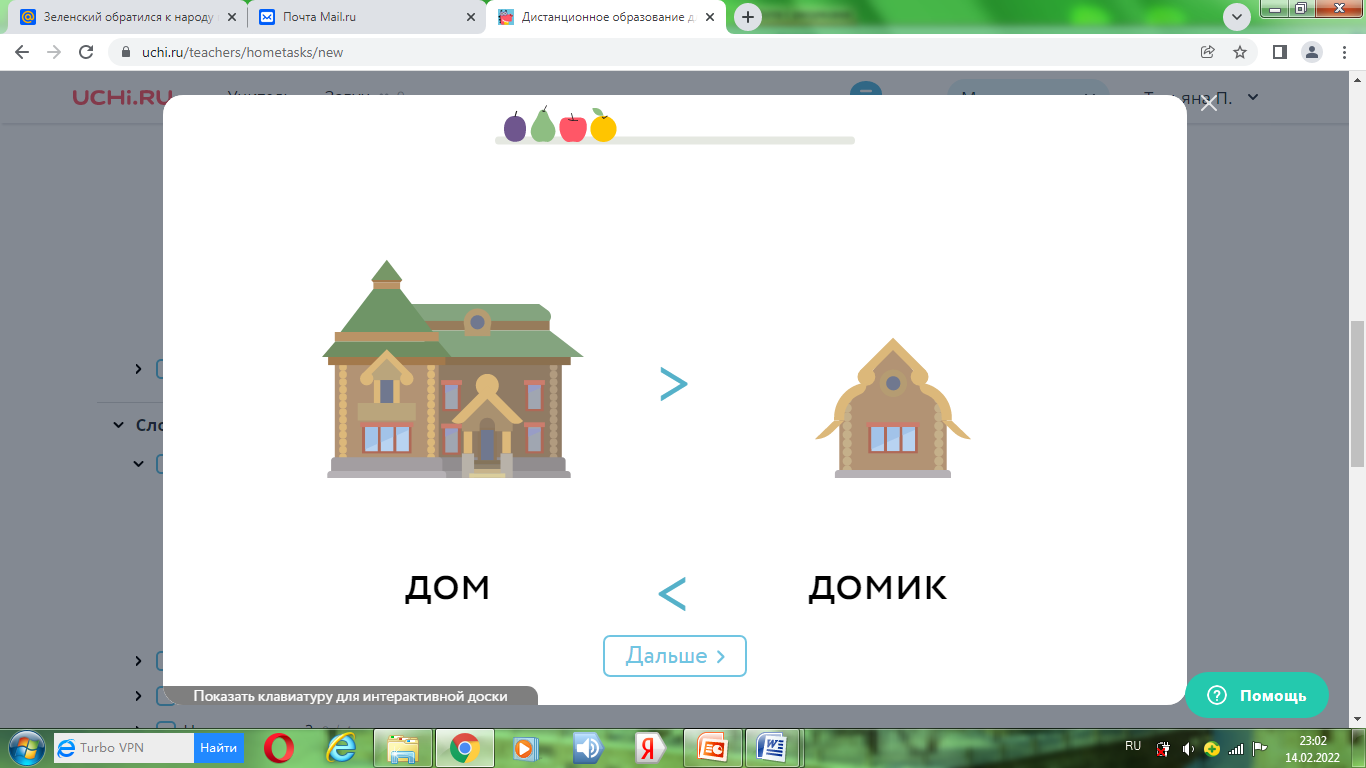 Зеленский обратился к народу
Почта Mail.ru
Дистанционное образование д
uchi.ru/teachers/hometasks/new
UCHi.RU
>
ДОМ < ДОМИК
Дальше >
Сло
Показать клавиатуру для интерактивной доски
Помощь
Turbo VPN
Найти
RU
23:02
14.02.2022